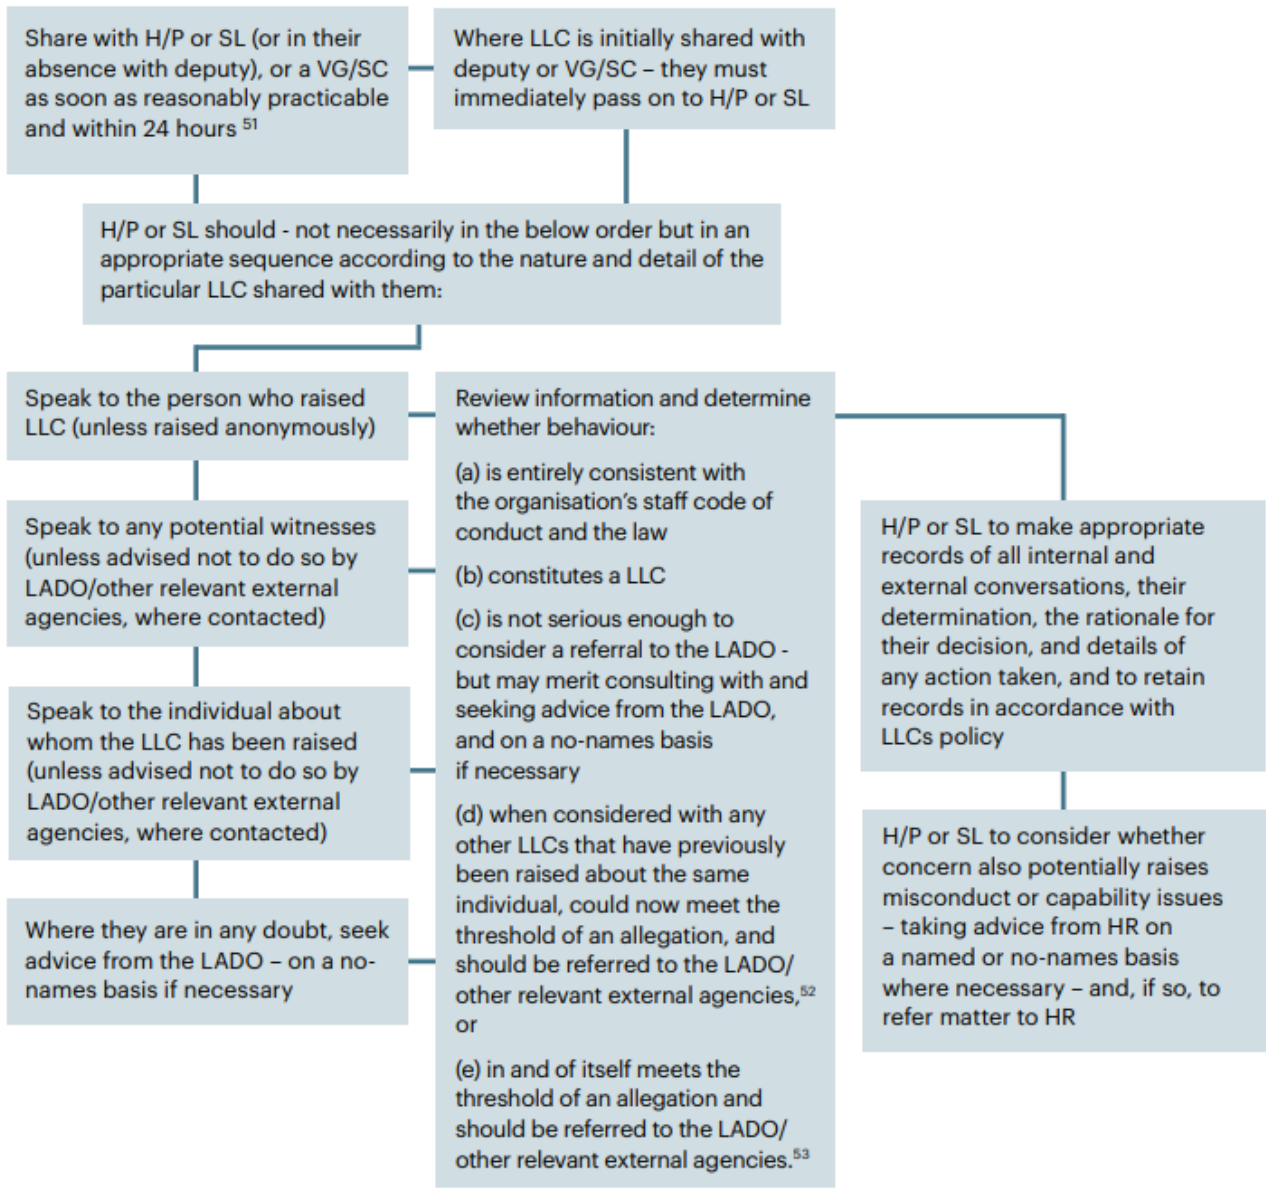 Share with H/P or SL (or in their
absence with deputy), or a VG/SC
as soon as reasonably practicable
and within 24 hours 51
Where LLC is initially shared with
deputy or VG/SC – they must
immediately pass on to H/P or SL
H/P or SL should - not necessarily in the below order but in an
appropriate sequence according to the nature and detail of the
particular LLC shared with them:
Speak to the person who raised
LLC (unless raised anonymously)
Speak to any potential witnesses
(unless advised not to do so by
LADO/other relevant external
agencies, where contacted)
Speak to the individual about
whom the LLC has been raised
(unless advised not to do so by
LADO/other relevant external
agencies, where contacted)
Where they are in any doubt, seek
advice from the LADO – on a no-
names basis if necessary
Review information and determine
whether behaviour:
(a) is entirely consistent with
the organisation's staff code of
conduct and the law
(b) constitutes a LLC
(c) is not serious enough to
consider a referral to the LADO -
but may merit consulting with and
seeking advice from the LADO,
and on a no-names basis
if necessary
(d) when considered with any
other LLCs that have previously
been raised about the same
individual, could now meet the
threshold of an allegation, and
should be referred to the LADO/
other relevant external agencies,52
or
(e) in and of itself meets the
threshold of an allegation and
should be referred to the LADO/
other relevant external agencies.53
H/P or SL to make appropriate
records of all internal and
external conversations, their
determination, the rationale for
their decision, and details of
any action taken, and to retain
records in accordance with
LLCs policy
H/P or SL to consider whether
concern also potentially raises
misconduct or capability issues
– taking advice from HR on
a named or no-names basis
where necessary – and, if so, to
refer matter to HR